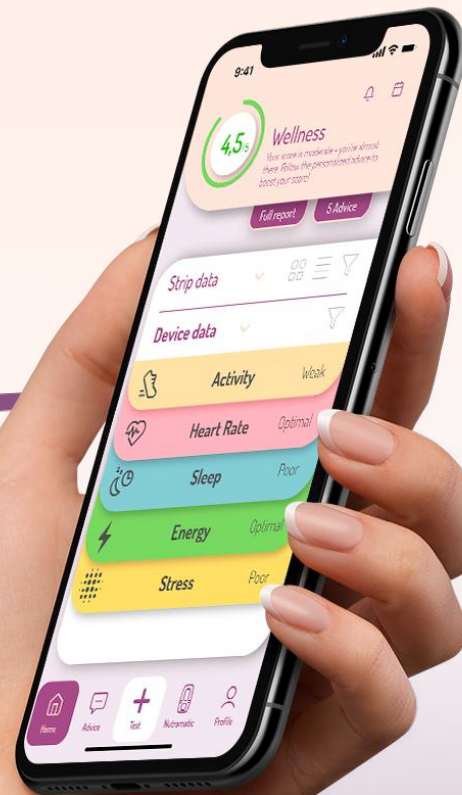 9:41
4,5/5
Wellness
Your score is moderate - you're almost
there. Follow the personalized advice to
boost your score!
Full report
5 Advice
Strip data
Device data
Activity
Weak
Heart Rate
Optimal
Sleep
Poor
Energy
Optimal
Stress
Poor
Home
Advice
Test
Nutromatic
Profile